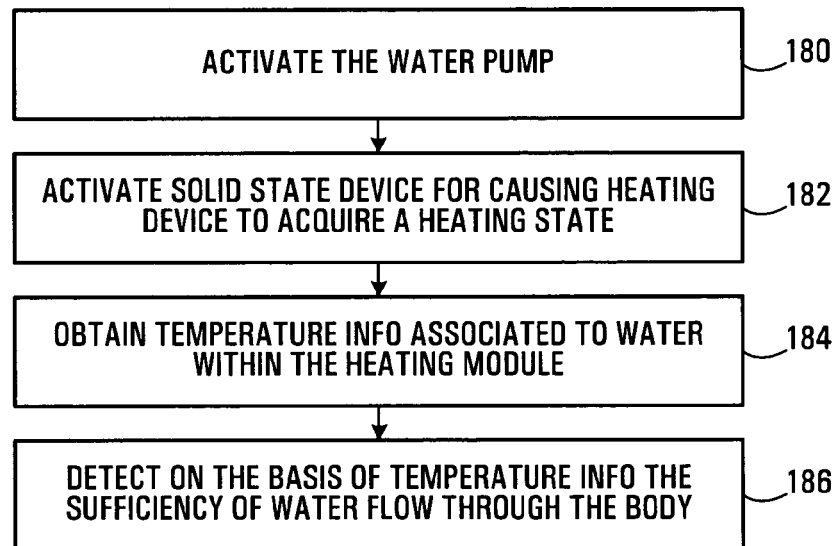 ACTIVATE THE WATER PUMP
180
ACTIVATE SOLID STATE DEVICE FOR CAUSING HEATING
DEVICE TO ACQUIRE A HEATING STATE
182
OBTAIN TEMPERATURE INFO ASSOCIATED TO WATER
WITHIN THE HEATING MODULE
184
DETECT ON THE BASIS OF TEMPERATURE INFO THE
SUFFICIENCY OF WATER FLOW THROUGH THE BODY
186